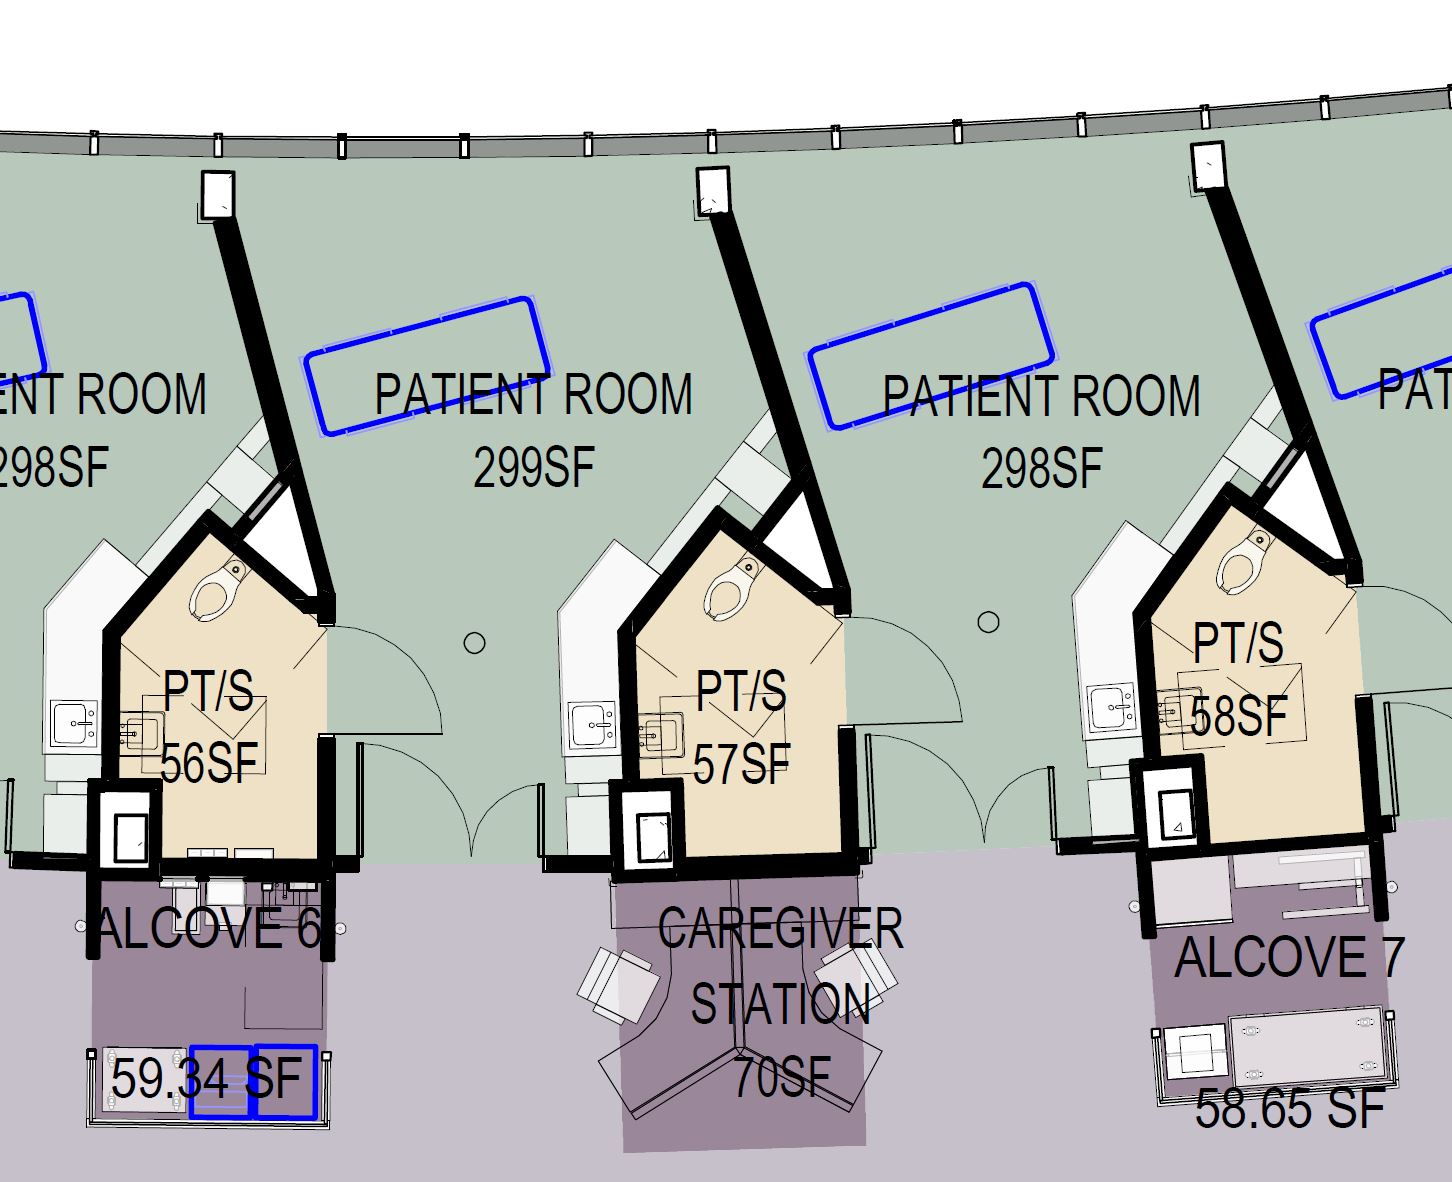 ENT ROOM
298SF
PATIENT ROOM
299SF
PATIENT ROOM
298SF
PAT
PT/S
56SF
PT/S
57SF
PT/S
58SF
ALCOVE 6
59.34 SF
CAREGIVER
STATION
70SF
ALCOVE 7
58.65 SF